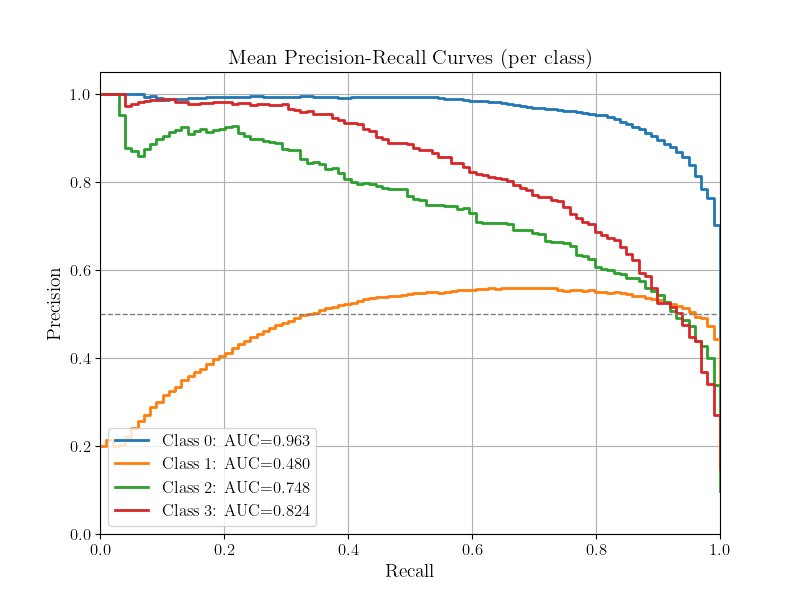 Mean Precision-Recall Curves (per class)
1.0
0.8
0.6
0.4
0.2
0.0
Precision
Class 0: AUC=0.963
Class 1: AUC=0.480
Class 2: AUC=0.748
Class 3: AUC=0.824
0.0 0.2 0.4 0.6 0.8 1.0
Recall